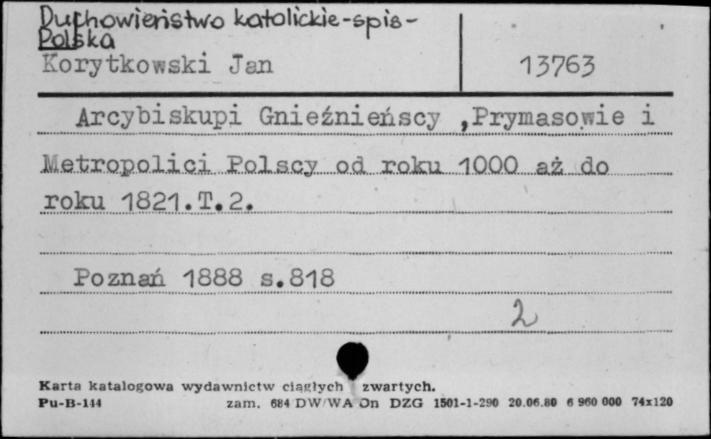 Duchowieństwo katolickie-spis-
Polska
Korytkowski Jan 13763
Arcybiskupi Gnieźnieńscy ,Prymasowie i
Metropolici Polscy od roku 1000 aż do
roku 1821.T.2.
Poznań 1888 s.818
2
Karta katalogowa wydawnictw ciągłych i zwartych.
Pu-B-144 zam. 684 DW/WA On DZG 1501-1-290 20.06.80 6 960 000 74x120